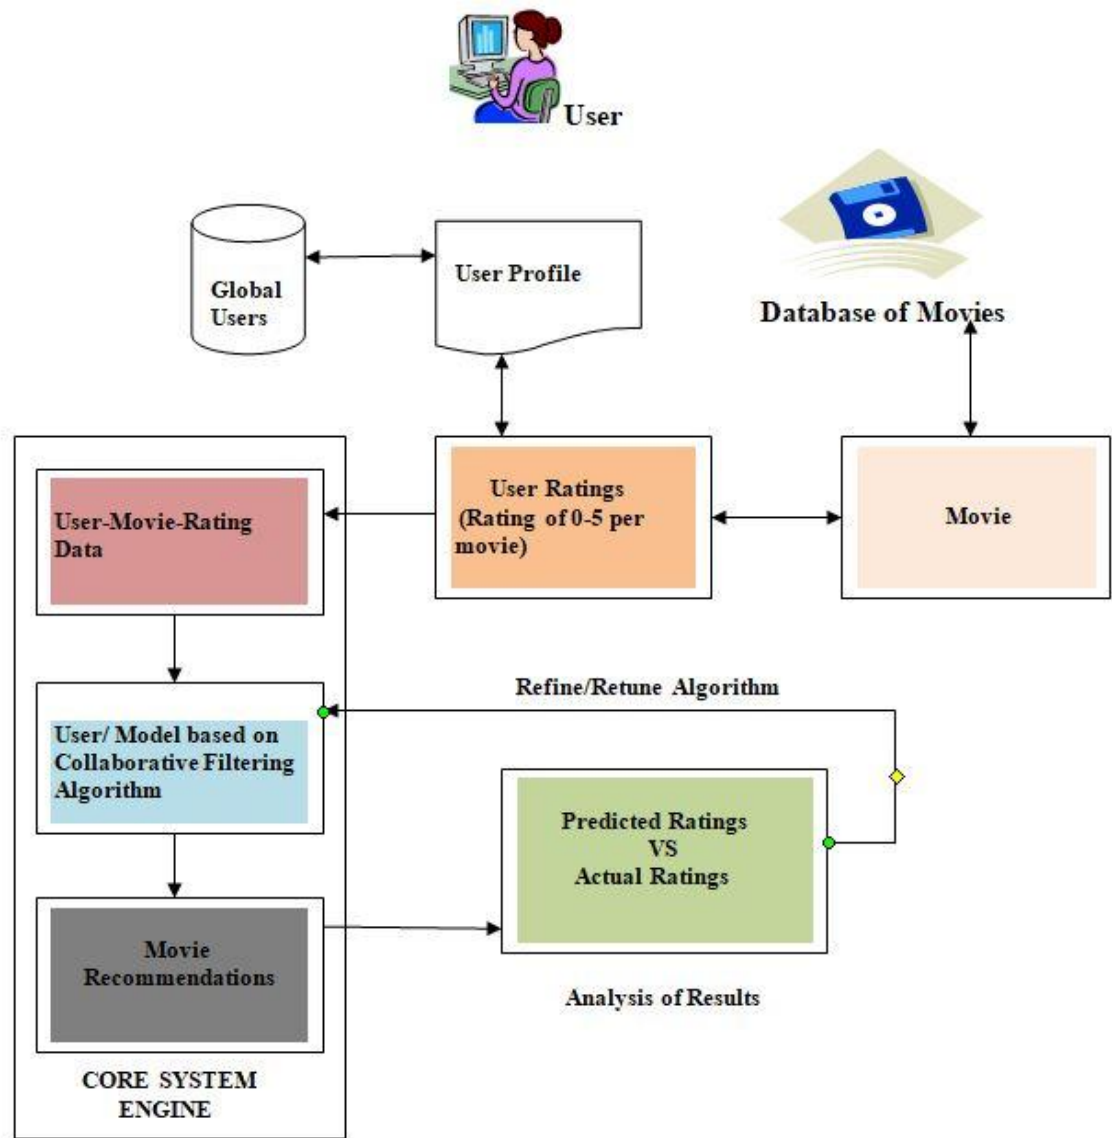 User
Global
Users
User Profile
Database of Movies
User-Movie-Rating
Data
User Ratings
(Rating of 0-5 per
movie)
Movie
Refine/Retune Algorithm
User/ Model based on
Collaborative Filtering
Algorithm
Predicted Ratings
VS
Actual Ratings
Movie
Recommendations
Analysis of Results
CORE SYSTEM
ENGINE